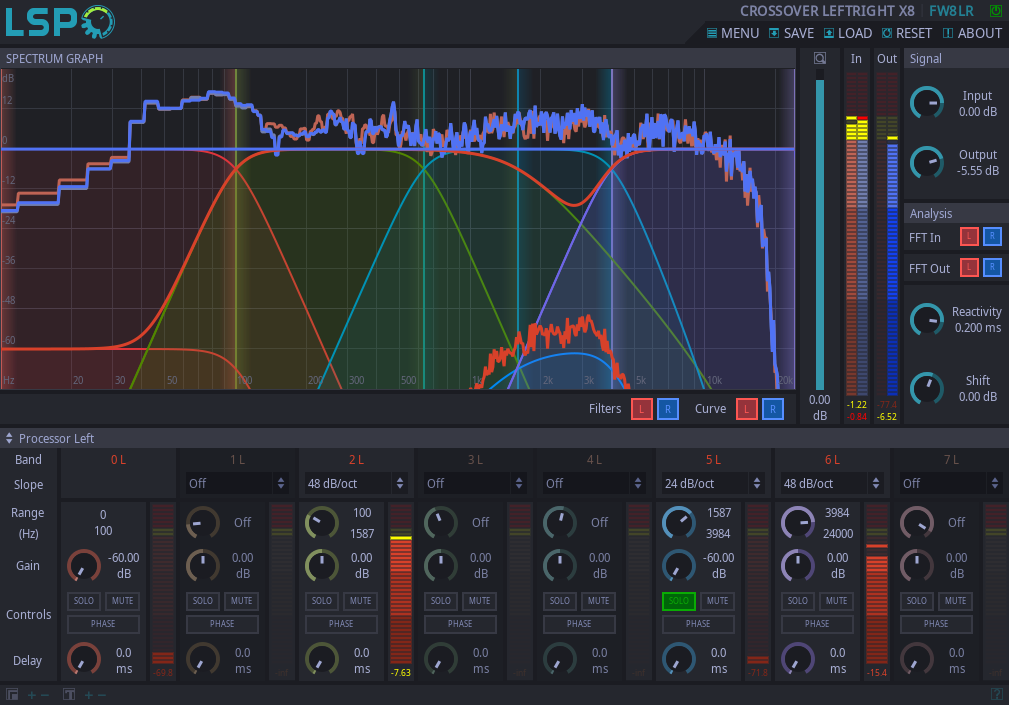 LSP
CROSSOVER LEFTRIGHT X8 FW8LR
MENU SAVE LOAD RESET ABOUT
SPECTRUM GRAPH
In Out
Signal
dB
12
0
-12
-24
-36
-48
-60
Hz 20 30 50 100 200 300 500 1k 2k 3k 5k 10k 20k
Input
0.00 dB
Output
-5.55 dB
Analysis
FFT In L R
FFT Out L R
Reactivity
0.200 ms
Shift
0.00 dB
0.00
dB
-1.22 -77.4
-0.84 -6.52
Filters L R Curve L R
Processor Left
Band 0 L 1 L 2 L 3 L 4 L 5 L 6 L 7 L
Slope Off 48 dB/oct Off Off 24 dB/oct 48 dB/oct Off
Range
(Hz)
0
100
Off
100
1587
Off
Off
1587
3984
3984
24000
Off
Gain
-60.00
dB
0.00
dB
0.00
dB
0.00
dB
0.00
dB
-60.00
dB
0.00
dB
0.00
dB
Controls
SOLO MUTE SOLO MUTE SOLO MUTE SOLO MUTE SOLO MUTE SOLO MUTE SOLO MUTE SOLO MUTE
PHASE PHASE PHASE PHASE PHASE PHASE PHASE PHASE
Delay
0.0
ms
0.0
ms
0.0
ms
0.0
ms
0.0
ms
0.0
ms
0.0
ms
0.0
ms
-69.8 -inf -7.63 -inf -inf -71.8 -15.4 -inf
+ - T + - ?